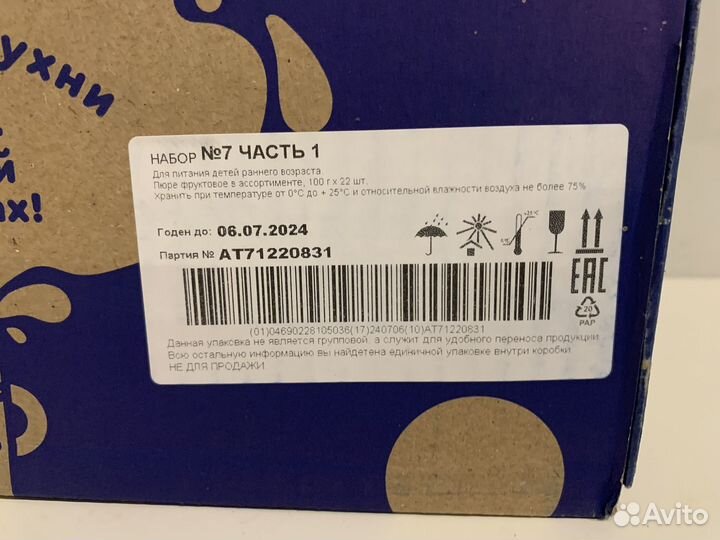 ухни
й
ах!
НАБОР №7 ЧАСТЬ 1
Для питания детей раннего возраста.
Пюре фруктовое в ассортименте, 100 г х 22 шт.
Хранить при температуре от 0°С до + 25°С и относительной влажности воздуха не более 75%
Годен до: 06.07.2024
Партия № АТ71220831
EAC
20
PAP
(01)04690228105036(17)240706(10)AT71220831
Данная упаковка не является групповой, а служит для удобного переноса продукции.
Всю остальную информацию вы найдетена единичной упаковке внутри коробки.
НЕ ДЛЯ ПРОДАЖИ
Avito